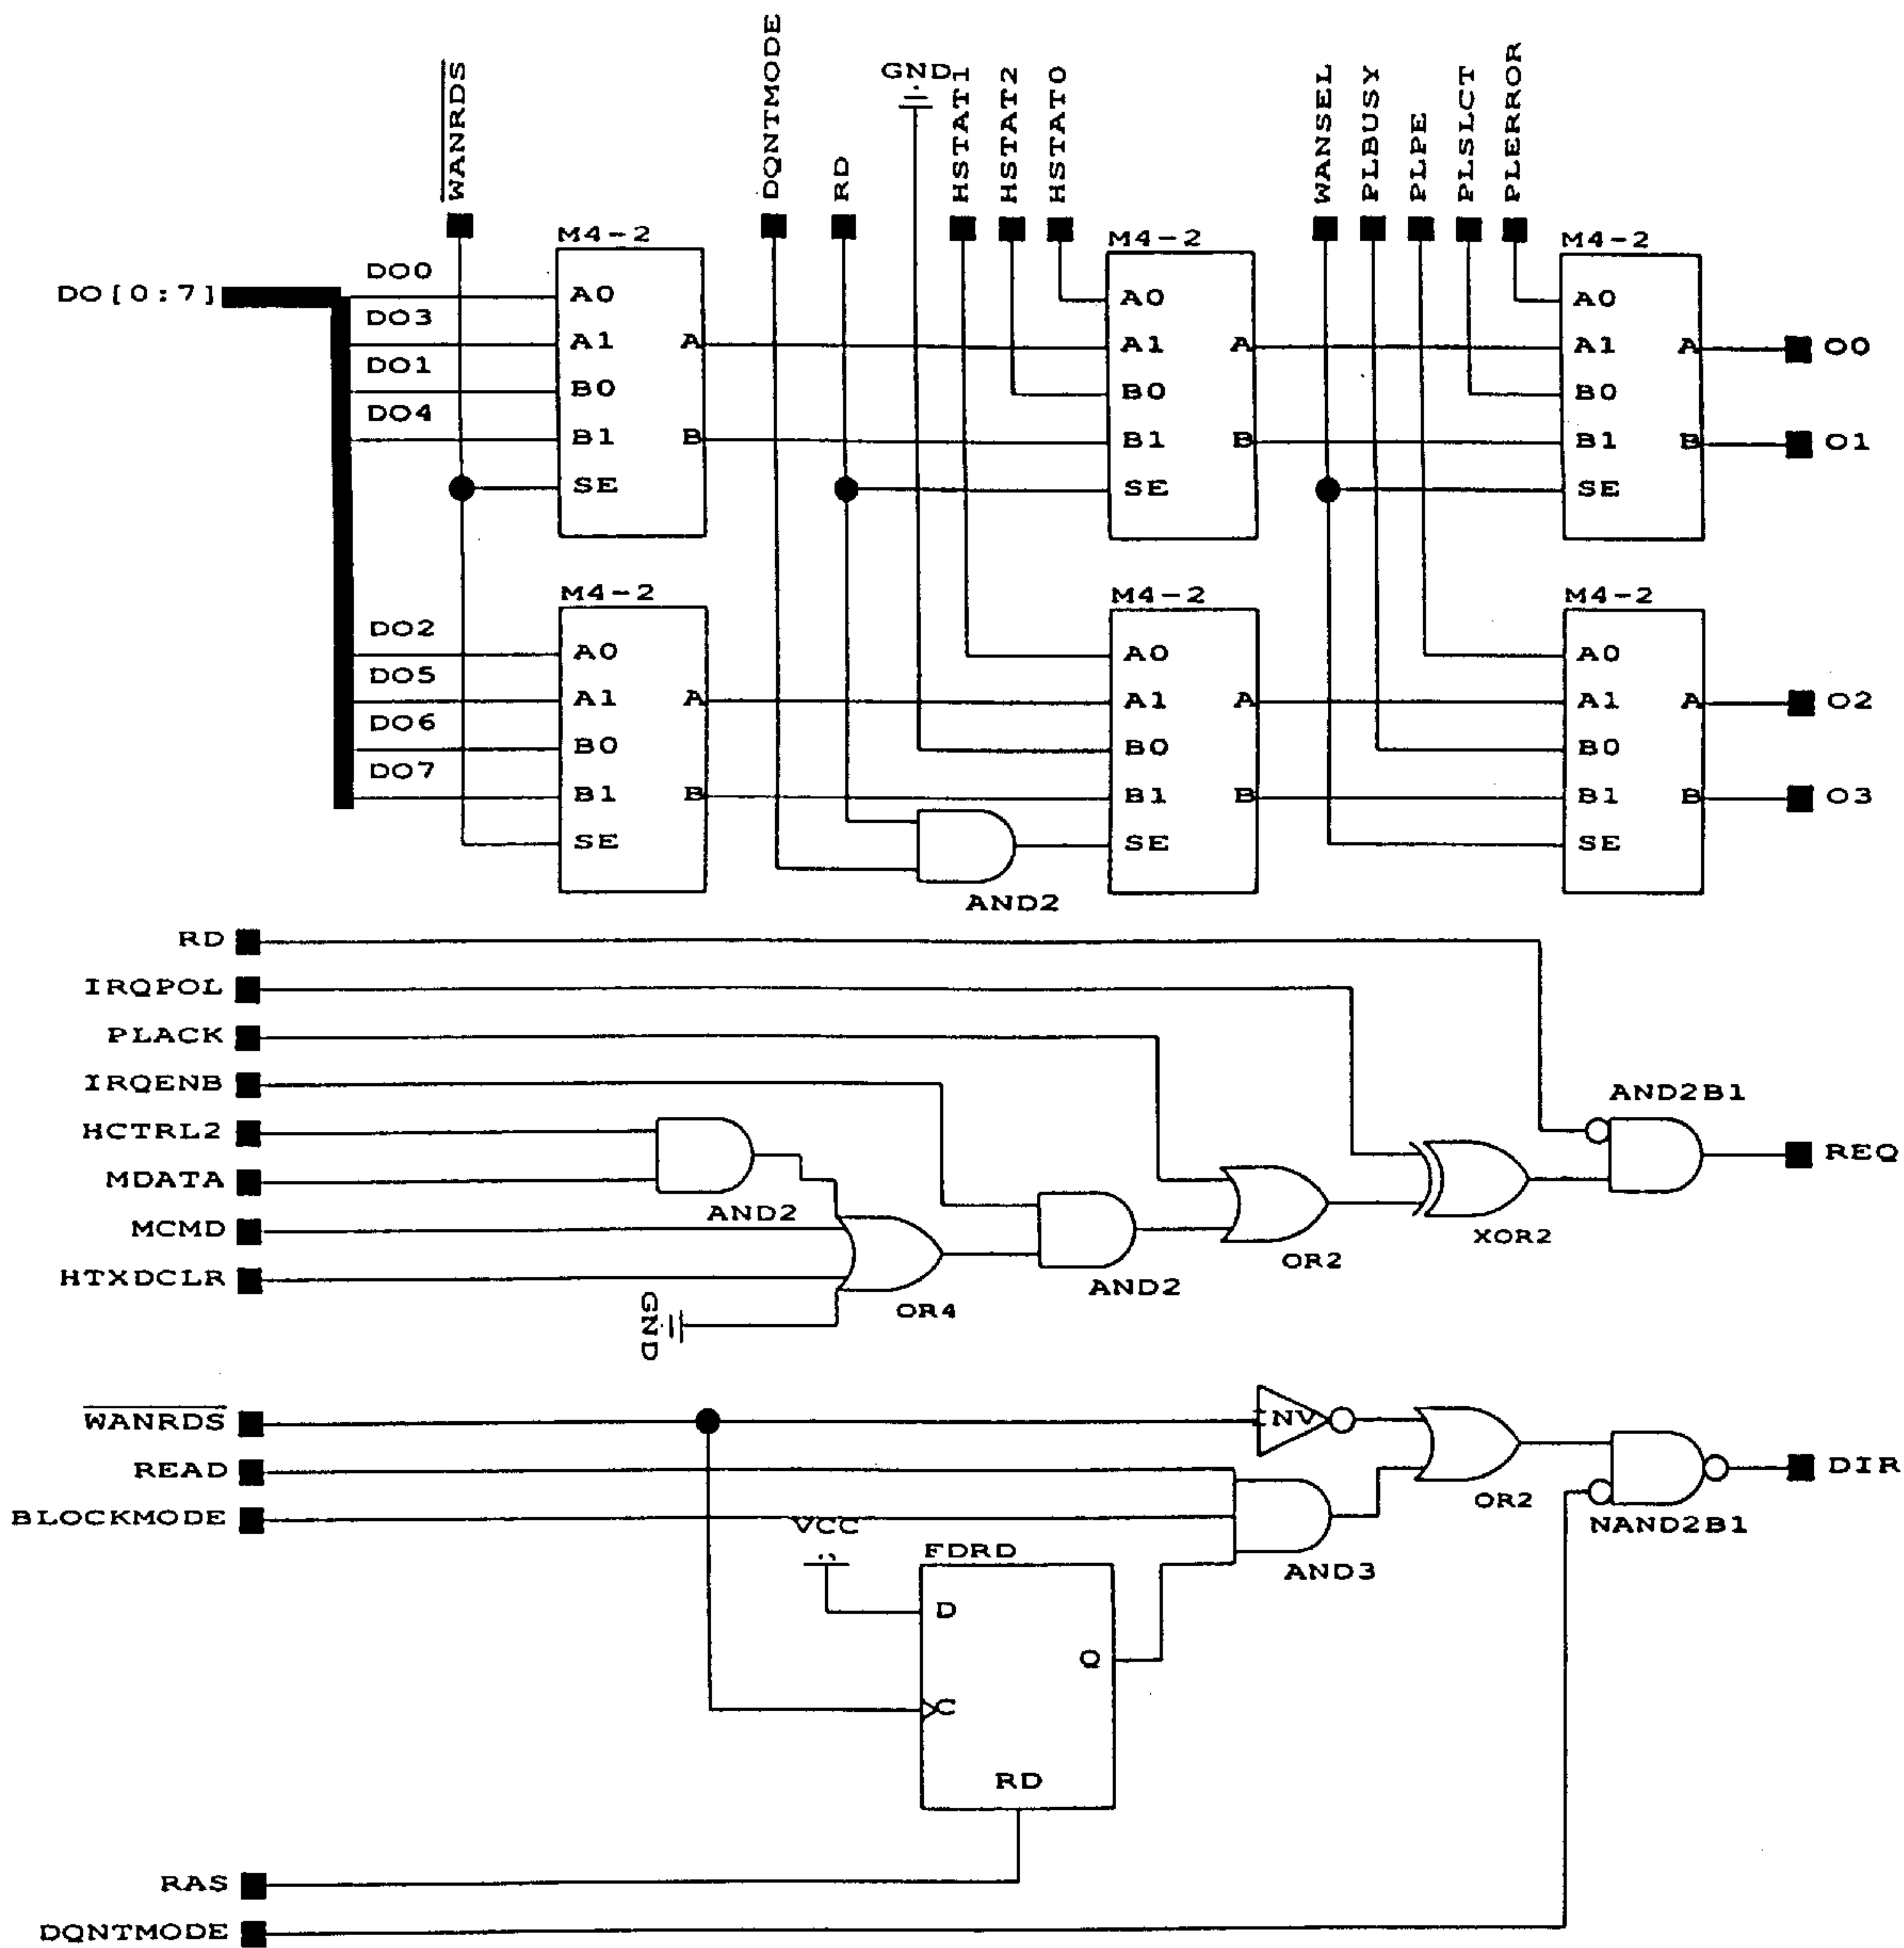 WANRDS
DQNTMODE
RD
GND
HSTAT1
HSTAT2
HSTAT0
WANSEL
PLBUSY
PLPE
PLSLCT
PLERROR
DO[0:7]
DO0
DO3
DO1
DO4
M4-2
A0
A1
B0
B1
SE
A
B
M4-2
A0
A1
B0
B1
SE
A
B
M4-2
A0
A1
B0
B1
SE
A
B
O0
O1
DO2
DO5
DO6
DO7
M4-2
A0
A1
B0
B1
SE
A
B
M4-2
A0
A1
B0
B1
SE
A
B
M4-2
A0
A1
B0
B1
SE
A
B
O2
O3
AND2
RD
IRQPOL
PLACK
IRQENB
HCTRL2
MDATA
MCMD
HTXDCLR
AND2
GND
OR4
AND2
OR2
XOR2
AND2B1
REQ
WANRDS
READ
BLOCKMODE
INV
VCC
FDRD
D
C
Q
RD
AND3
OR2
NAND2B1
DIR
RAS
DQNTMODE